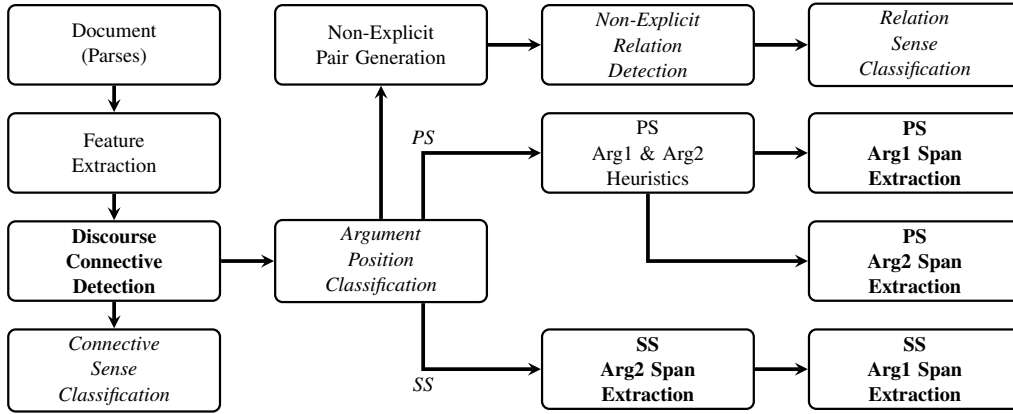 Document
(Parses)
Non-Explicit
Pair Generation
Non-Explicit
Relation
Detection
Relation
Sense
Classification
Feature
Extraction
PS
PS
Arg1 & Arg2
Heuristics
PS
Arg1 Span
Extraction
Discourse
Connective
Detection
Argument
Position
Classification
PS
Arg2 Span
Extraction
Connective
Sense
Classification
SS
SS
Arg2 Span
Extraction
SS
Arg1 Span
Extraction